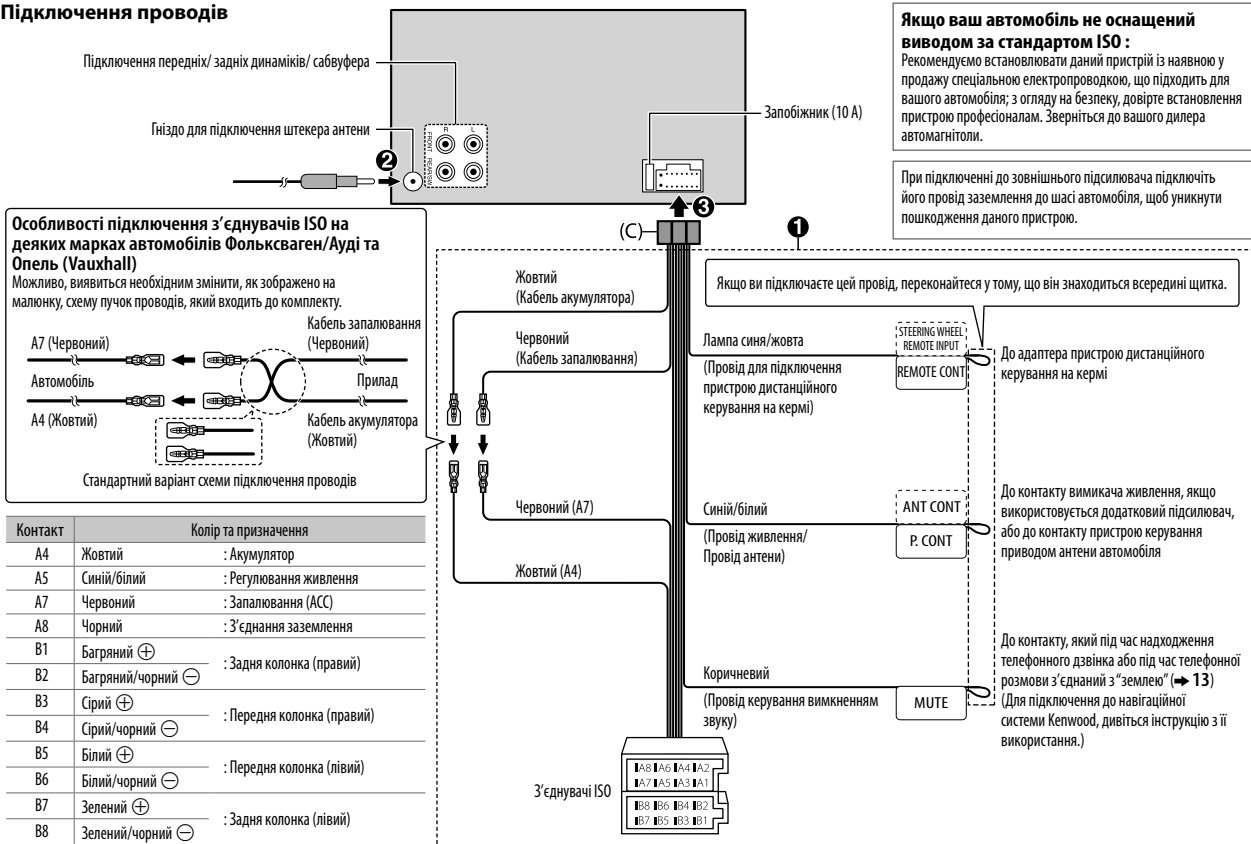 Підключення проводів
Підключення передніх/ задніх динаміків/ сабвуфера
Гніздо для підключення штекера антени
R L
FRONT
REAR/SW
❷
Запобіжник (10 A)
❸
(C)
❶
Якщо ваш автомобіль не оснащений
виводом за стандартом ISO :
Рекомендуємо встановлювати даний пристрій із наявною у
продажу спеціальною електропроводкою, що підходить для
вашого автомобіля; з огляду на безпеку, довірте встановлення
пристрою професіоналам. Зверніться до вашого дилера
автомагнітоли.
При підключенні до зовнішнього підсилювача підключіть
його провід заземлення до шасі автомобіля, щоб уникнути
пошкодження даного пристрою.
Особливості підключення з’єднувачів ISO на
деяких марках автомобілів Фольксваген/Ауді та
Опель (Vauxhall)
Можливо, виявиться необхідним змінити, як зображено на
малюнку, схему пучок проводів, який входить до комплекту.
A7 (Червоний)
Кабель запалювання
(Червоний)
Автомобіль
Прилад
A4 (Жовтий)
Кабель акумулятора
(Жовтий)
Стандартний варіант схеми підключення проводів
Контакт Колір та призначення
A4 Жовтий : Акумулятор
A5 Синій/білий : Регулювання живлення
A7 Червоний : Запалювання (ACC)
A8 Чорний : З’єднання заземлення
B1 Багряний ⊕
: Задня колонка (правий)
B2 Багряний/чорний ⊖
B3 Сірий ⊕
: Передня колонка (правий)
B4 Сірий/чорний ⊖
B5 Білий ⊕
: Передня колонка (лівий)
B6 Білий/чорний ⊖
B7 Зелений ⊕
: Задня колонка (лівий)
B8 Зелений/чорний ⊖
Жовтий
(Кабель акумулятора)
Червоний
(Кабель запалювання)
Червоний (A7)
Жовтий (A4)
Якщо ви підключаєте цей провід, переконайтеся у тому, що він знаходиться всередині щитка.
Лампа синя/жовта
(Провід для підключення
пристрою дистанційного
керування на кермі)
STEERING WHEEL
REMOTE INPUT
REMOTE CONT
До адаптера пристрою дистанційного
керування на кермі
Синій/білий
(Провід живлення/
Провід антени)
ANT CONT
P. CONT
До контакту вимикача живлення, якщо
використовується додатковий підсилювач,
або до контакту пристрою керування
приводом антени автомобіля
Коричневий
(Провід керування вимкненням
звуку)
MUTE
До контакту, який під час надходження
телефонного дзвінка або під час телефонної
розмови з’єднаний з “землею” (➡ 13)
(Для підключення до навігаційної
системи Kenwood, дивіться інструкцію з її
використання.)
З’єднувачі ISO
A8 A6 A4 A2
A7 A5 A3 A1
B8 B6 B4 B2
B7 B5 B3 B1